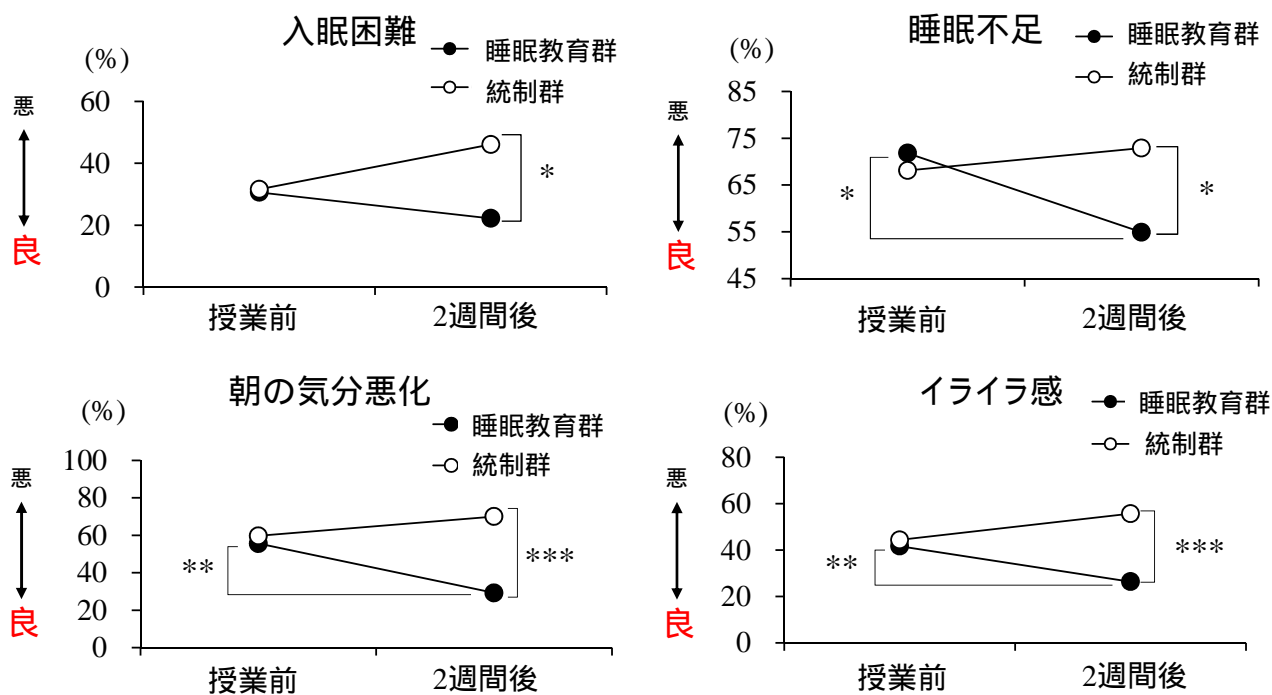 入眠困難
(%)
睡眠教育群
統制群
悪
良
60
40
20
0
*
授業前
2週間後
睡眠不足
(%)
睡眠教育群
統制群
悪
良
85
75
65
55
45
*
*
授業前
2週間後
朝の気分悪化
(%)
睡眠教育群
統制群
悪
良
100
80
60
40
20
0
**
***
授業前
2週間後
イライラ感
(%)
睡眠教育群
統制群
悪
良
80
60
40
20
0
**
***
授業前
2週間後